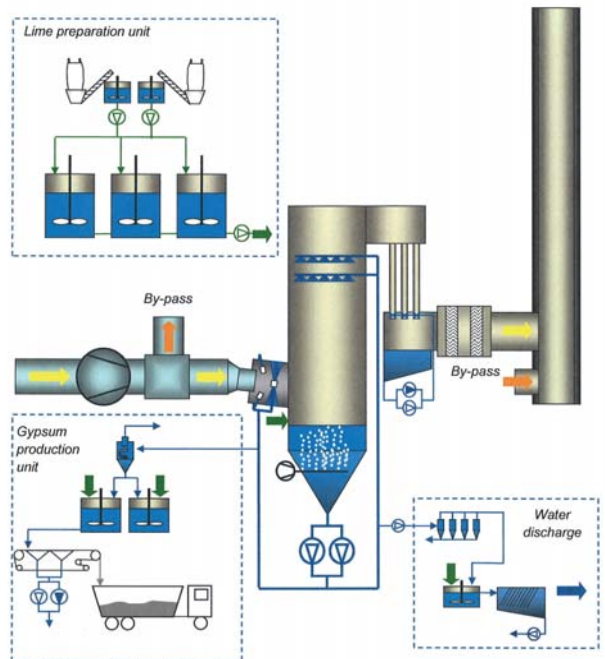 Lime preparation unit
By-pass
By-pass
Gypsum
production
unit
Water
discharge